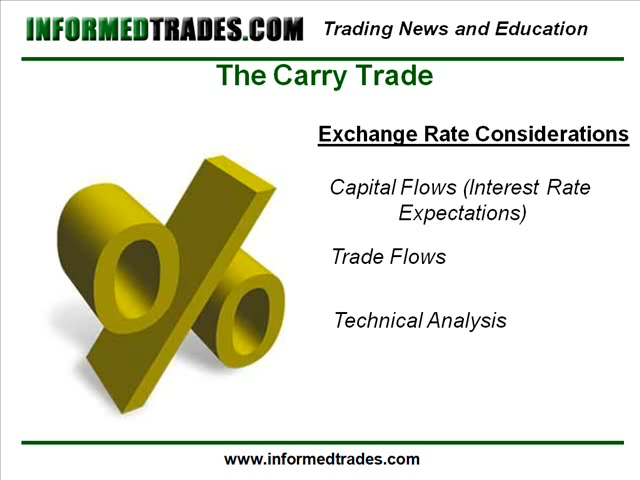 INFORMEDTRADES.COM Trading News and Education
The Carry Trade
Exchange Rate Considerations
Capital Flows (Interest Rate
Expectations)
Trade Flows
Technical Analysis
%
www.informedtrades.com